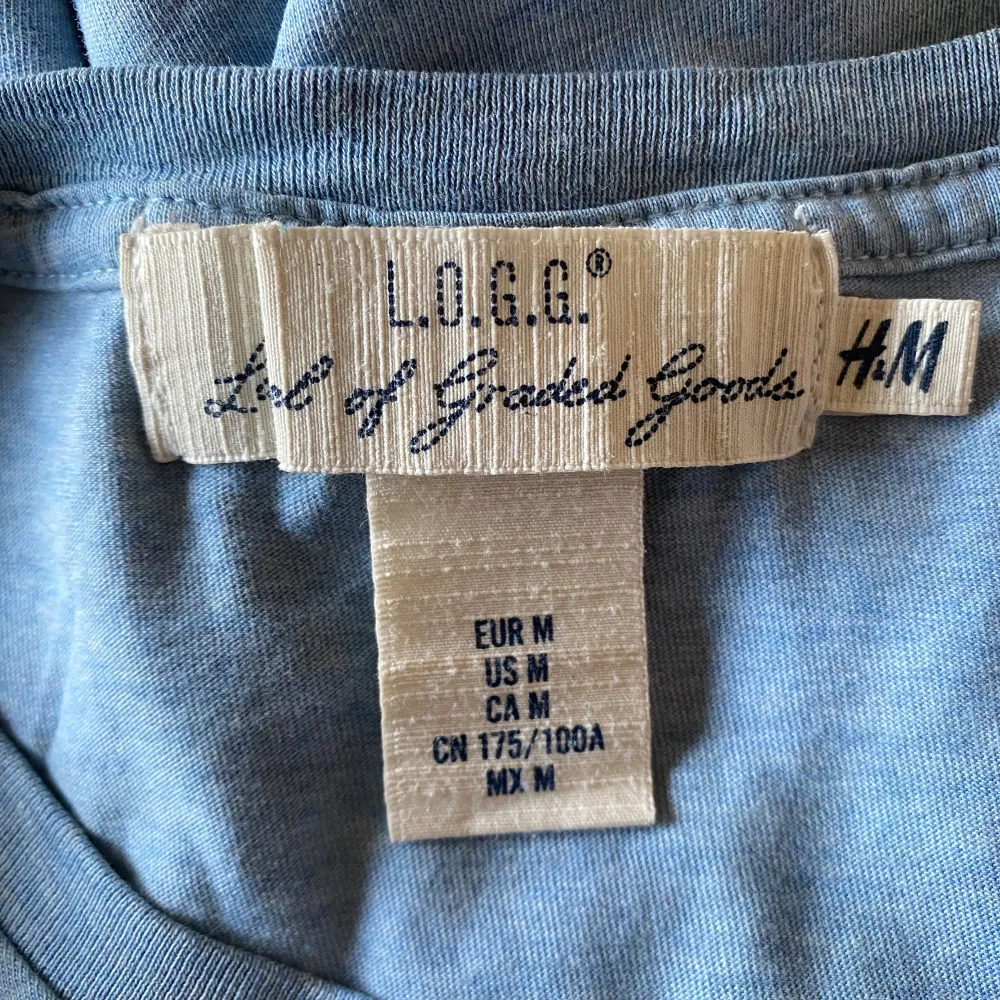 L.O.G.G.®
Label of Graded Goods
H&M
EUR M
US M
CA M
CN 175/100A
MX M